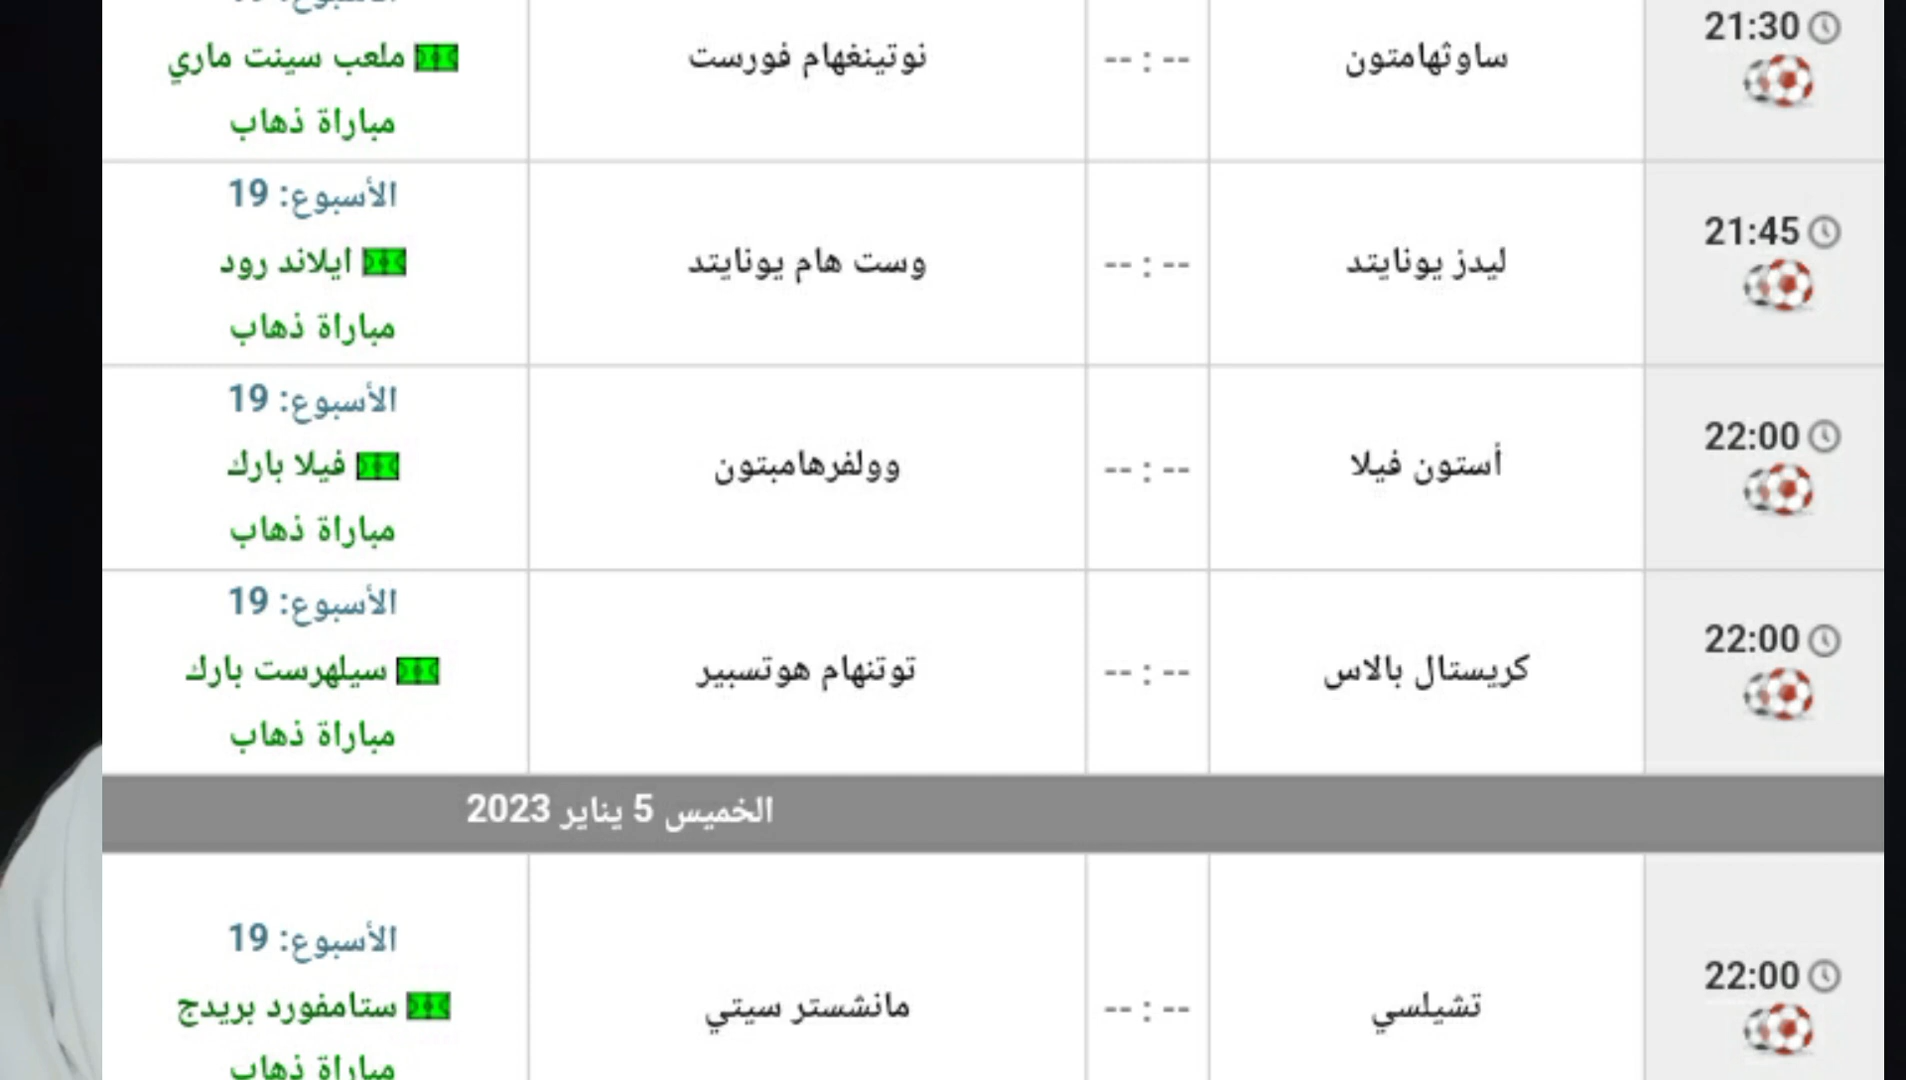 21:30
ساوثهامتون
-- : --
نوتينغهام فورست
ملعب سينت ماري
مباراة ذهاب
21:45
ليدز يونايتد
-- : --
وست هام يونايتد
الأسبوع: 19
ايلاند رود
مباراة ذهاب
22:00
أستون فيلا
-- : --
وولفرهامبتون
الأسبوع: 19
فيلا بارك
مباراة ذهاب
22:00
كريستال بالاس
-- : --
توتنهام هوتسبير
الأسبوع: 19
سيلهرست بارك
مباراة ذهاب
الخميس 5 يناير 2023
22:00
تشيلسي
-- : --
مانشستر سيتي
الأسبوع: 19
ستامفورد بريدج
مباراة ذهاب